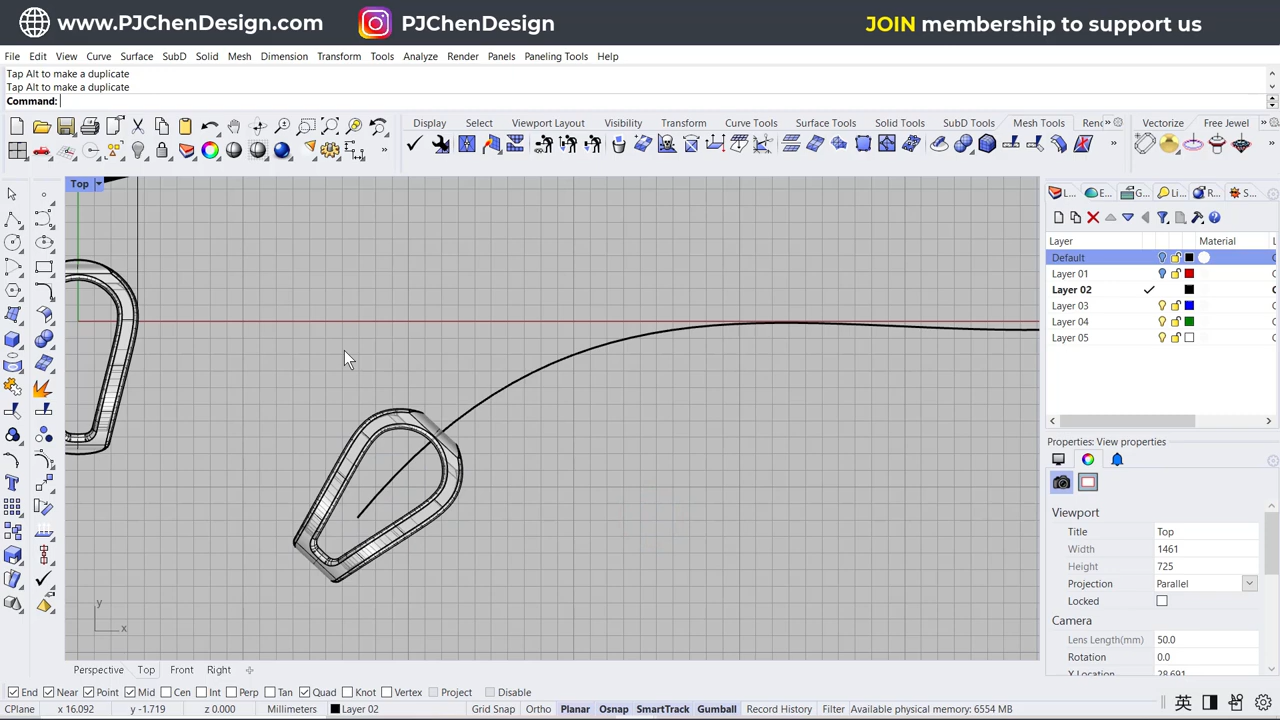 www.PJChenDesign.com PJChenDesign JOIN membership to support us
File Edit View Curve Surface SubD Solid Mesh Dimension Transform Tools Analyze Render Panels Paneling Tools Help
Tap Alt to make a duplicate
Tap Alt to make a duplicate
Command:
Display Select Viewport Layout Visibility Transform Curve Tools Surface Tools Solid Tools SubD Tools Mesh Tools Rend Vectorize Free Jewel
Top
L... E... G... Li... R... S...
Layer Material L
Default
Layer 01
Layer 02
Layer 03
Layer 04
Layer 05
Properties: View properties
Viewport
Title Top
Width 1461
Height 725
Projection Parallel
Locked
Camera
Lens Length(mm) 50.0
Rotation 0.0
X Location 28.691
y
x
Perspective Top Front Right
End Near Point Mid Cen Int Perp Tan Quad Knot Vertex Project Disable
CPlane x 16.092 y -1.719 z 0.000 Millimeters Layer 02 Grid Snap Ortho Planar Osnap SmartTrack Gumball Record History Filter Available physical memory: 6554 MB 英